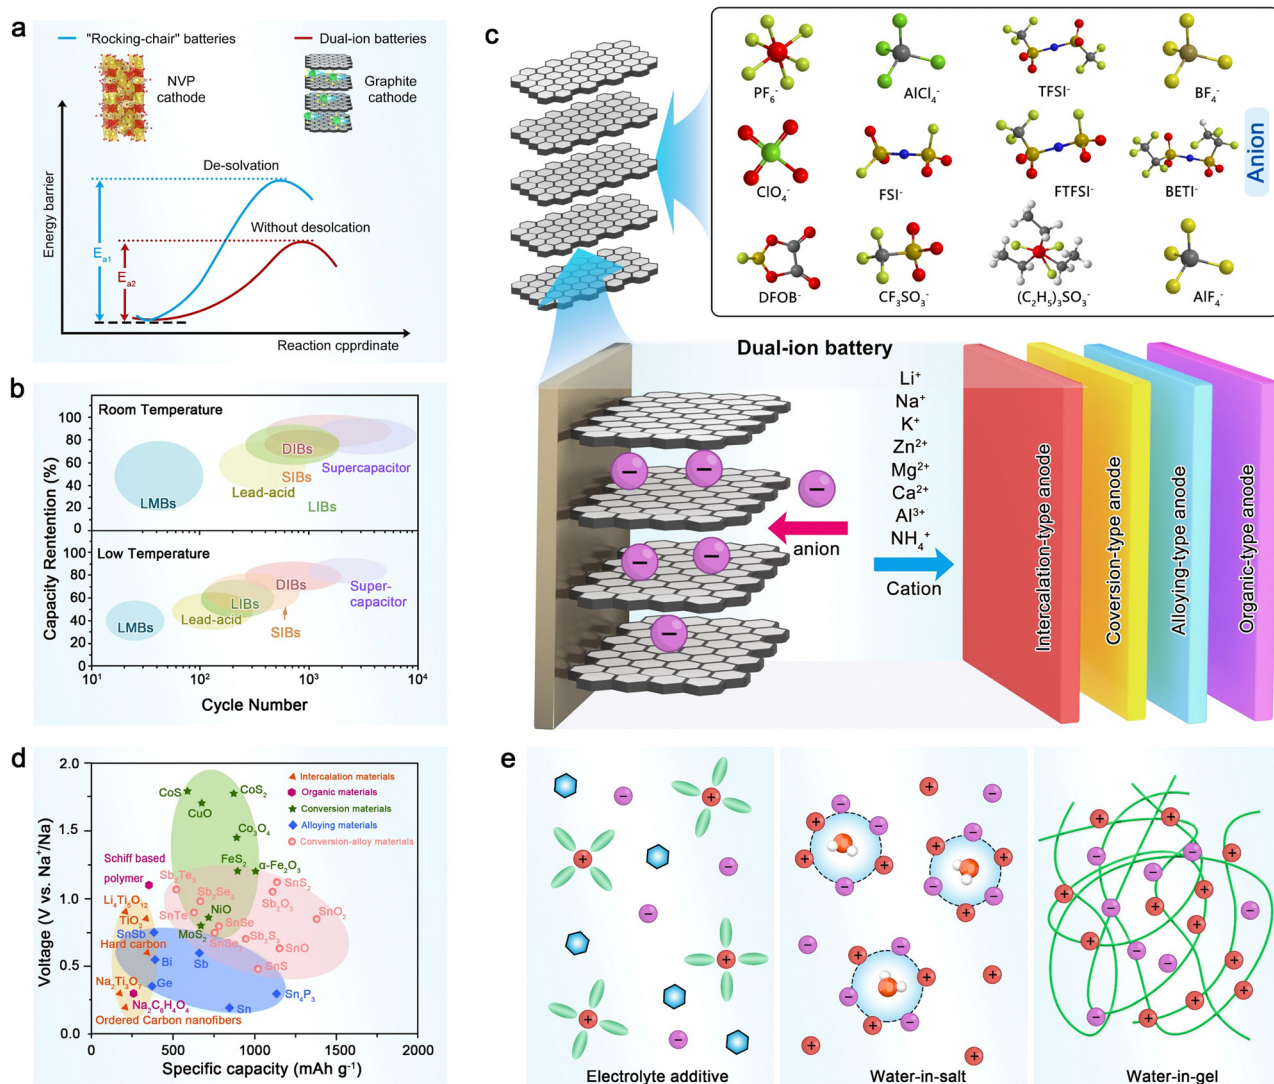 a
"Rocking-chair" batteries
Dual-ion batteries
NVP
cathode
Graphite
cathode
De-solvation
Without desolcation
Energy barrier
Ea1
Ea2
Reaction cpprdinate
b
Room Temperature
100
80
60
40
20
0
DIBs
Supercapacitor
SIBs
Lead-acid
LMBs
LIBs
Low Temperature
100
80
60
40
20
0
DIBs
Super-
capacitor
LIBs
Lead-acid
LMBs
SIBs
Capacity Rentention (%)
10¹
10²
10³
10⁴
Cycle Number
c
PF₆⁻
AlCl₄⁻
TFSI⁻
BF₄⁻
ClO₄⁻
FSI⁻
FTFSI⁻
BETI⁻
DFOB⁻
CF₃SO₃⁻
(C₂H₅)₃SO₃⁻
AlF₄⁻
Anion
Dual-ion battery
Li⁺
Na⁺
K⁺
Zn²⁺
Mg²⁺
Ca²⁺
Al³⁺
NH₄⁺
anion
Cation
Intercalation-type anode
Coversion-type anode
Alloying-type anode
Organic-type anode
d
2.0
1.5
1.0
0.5
0.0
Voltage (V vs. Na⁺/Na)
Intercalation materials
Organic materials
Conversion materials
Alloying materials
Conversion-alloy materials
CoS
CoS₂
CuO
Co₃O₄
FeS₂
α-Fe₂O₃
Schiff based
polymer
Sb₂Te₃
Sb₂Se₃
SnS₂
Sb₂O₃
Li₄Ti₅O₁₂
TiO₂
SnTe
NiO
SnO₂
SnSb
MoS₂
SnSe
SnSe₂
Sb₂S₃
SnO
Hard carbon
Bi
Sb
SnS
Na₂Ti₃O₇
Ge
Na₂C₈H₄O₄
Sn
Sn₄P₃
Ordered Carbon nanofibers
0
500
1000
1250
1500
2000
Specific capacity (mAh g⁻¹)
e
Electrolyte additive
Water-in-salt
Water-in-gel